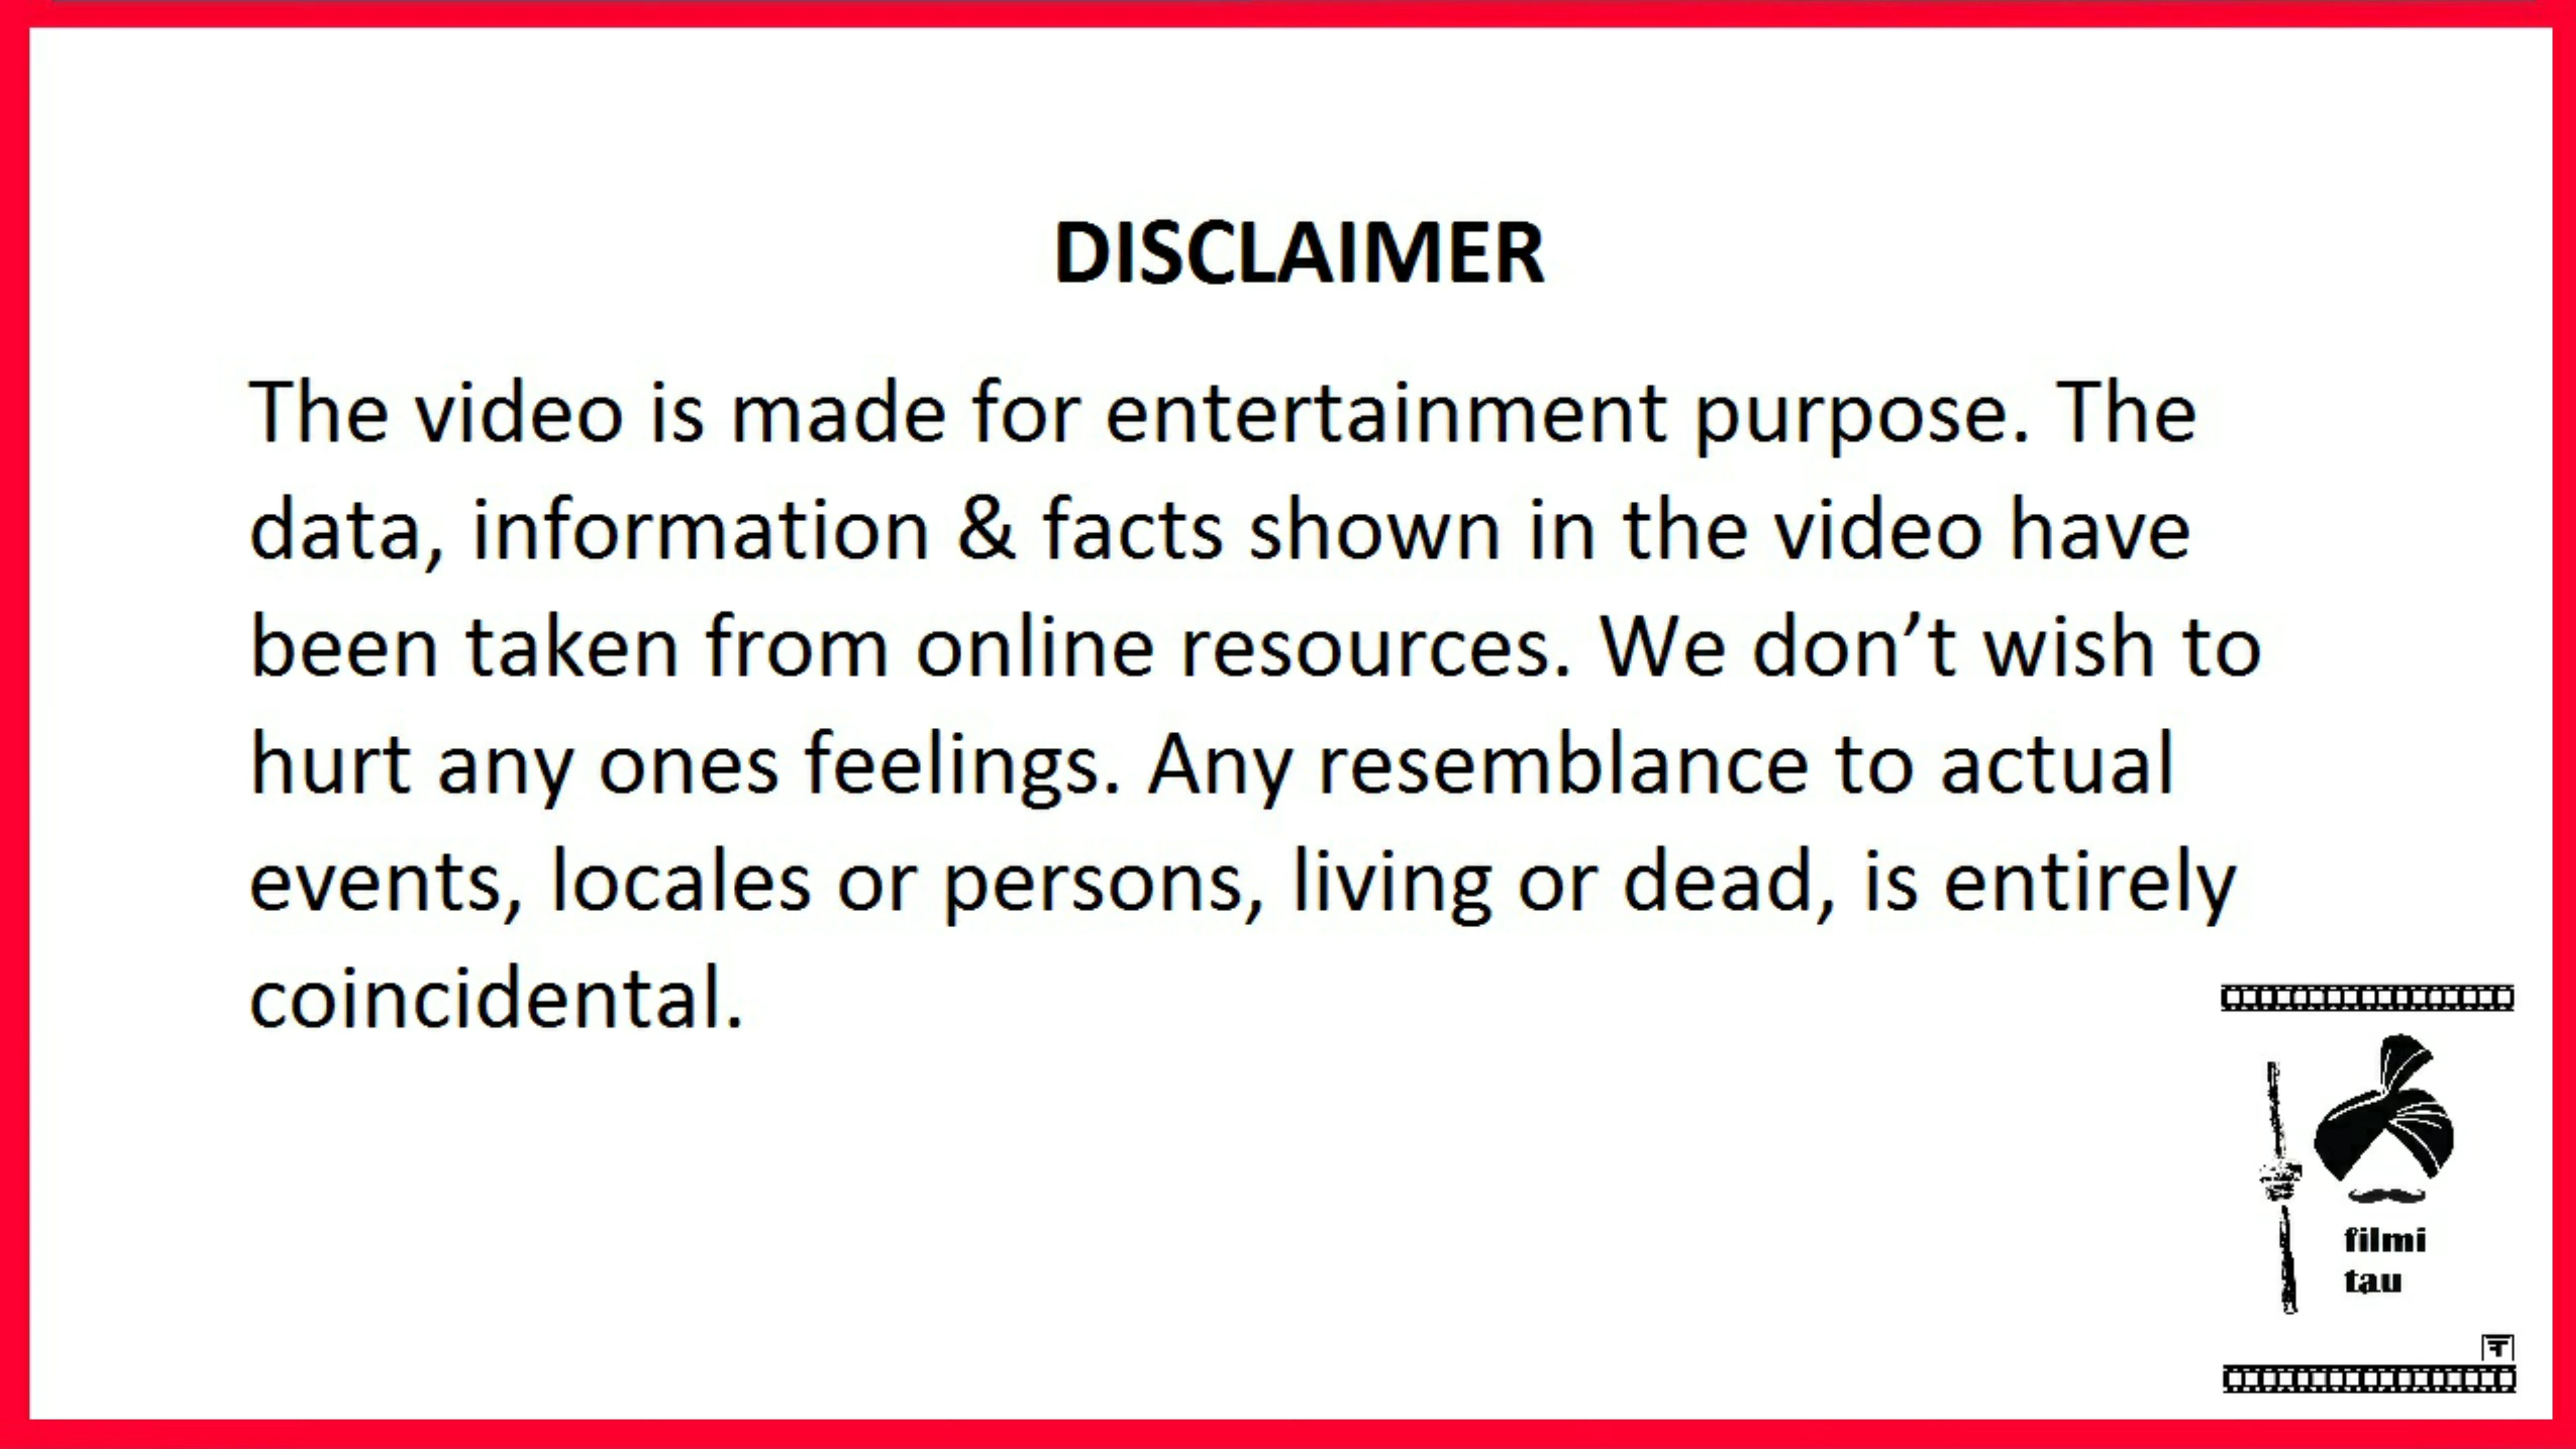 DISCLAIMER
The video is made for entertainment purpose. The
data, information & facts shown in the video have
been taken from online resources. We don’t wish to
hurt any ones feelings. Any resemblance to actual
events, locales or persons, living or dead, is entirely
coincidental.
filmi
tau